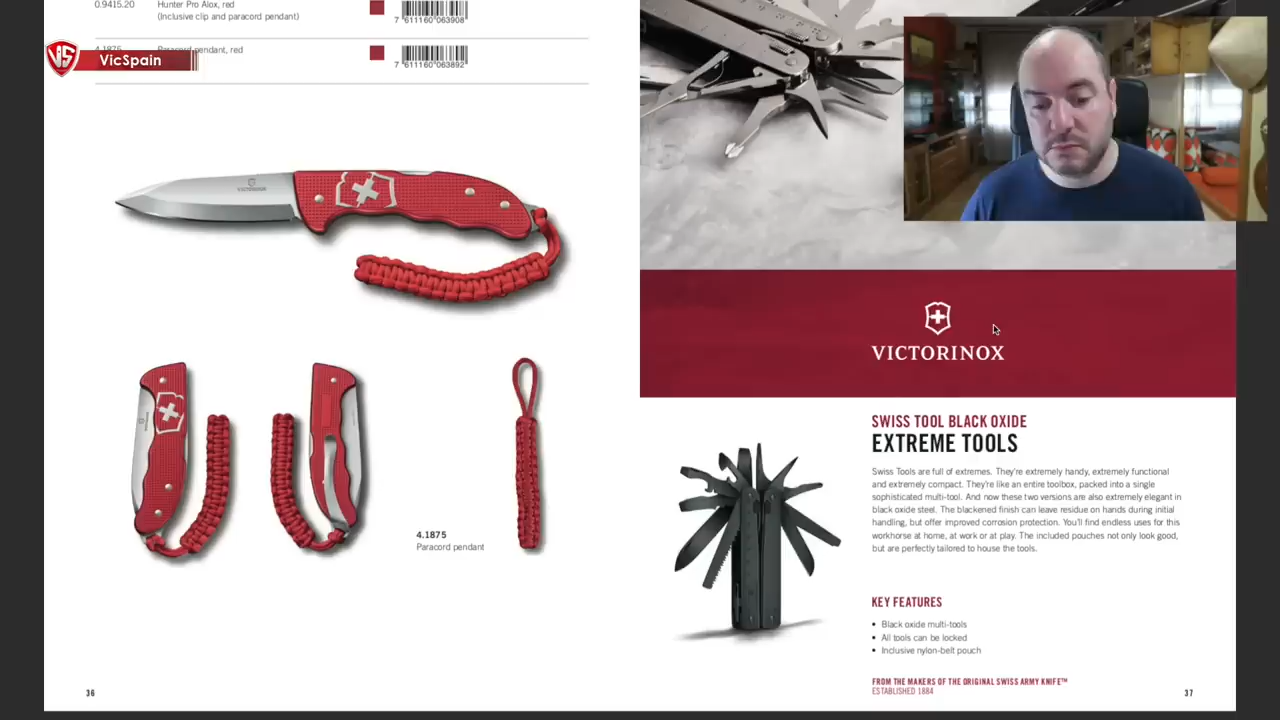 0.9415.20
Hunter Pro Alox, red
(Inclusive clip and paracord pendant)
7 611160 063908
4.1875
Paracord pendant, red
7 611160 063892
VS
VicSpain
VICTORINOX
4.1875
Paracord pendant
36
VICTORINOX
SWISS TOOL BLACK OXIDE
EXTREME TOOLS
Swiss Tools are full of extremes. They're extremely handy, extremely functional
and extremely compact. They're like an entire toolbox, packed into a single
sophisticated multi-tool. And now these two versions are also extremely elegant in
black oxide steel. The blackened finish can leave residue on hands during initial
handling, but offer improved corrosion protection. You'll find endless uses for this
workhorse at home, at work or at play. The included pouches not only look good,
but are perfectly tailored to house the tools.
KEY FEATURES
• Black oxide multi-tools
• All tools can be locked
• Inclusive nylon-belt pouch
FROM THE MAKERS OF THE ORIGINAL SWISS ARMY KNIFE™
ESTABLISHED 1884
37